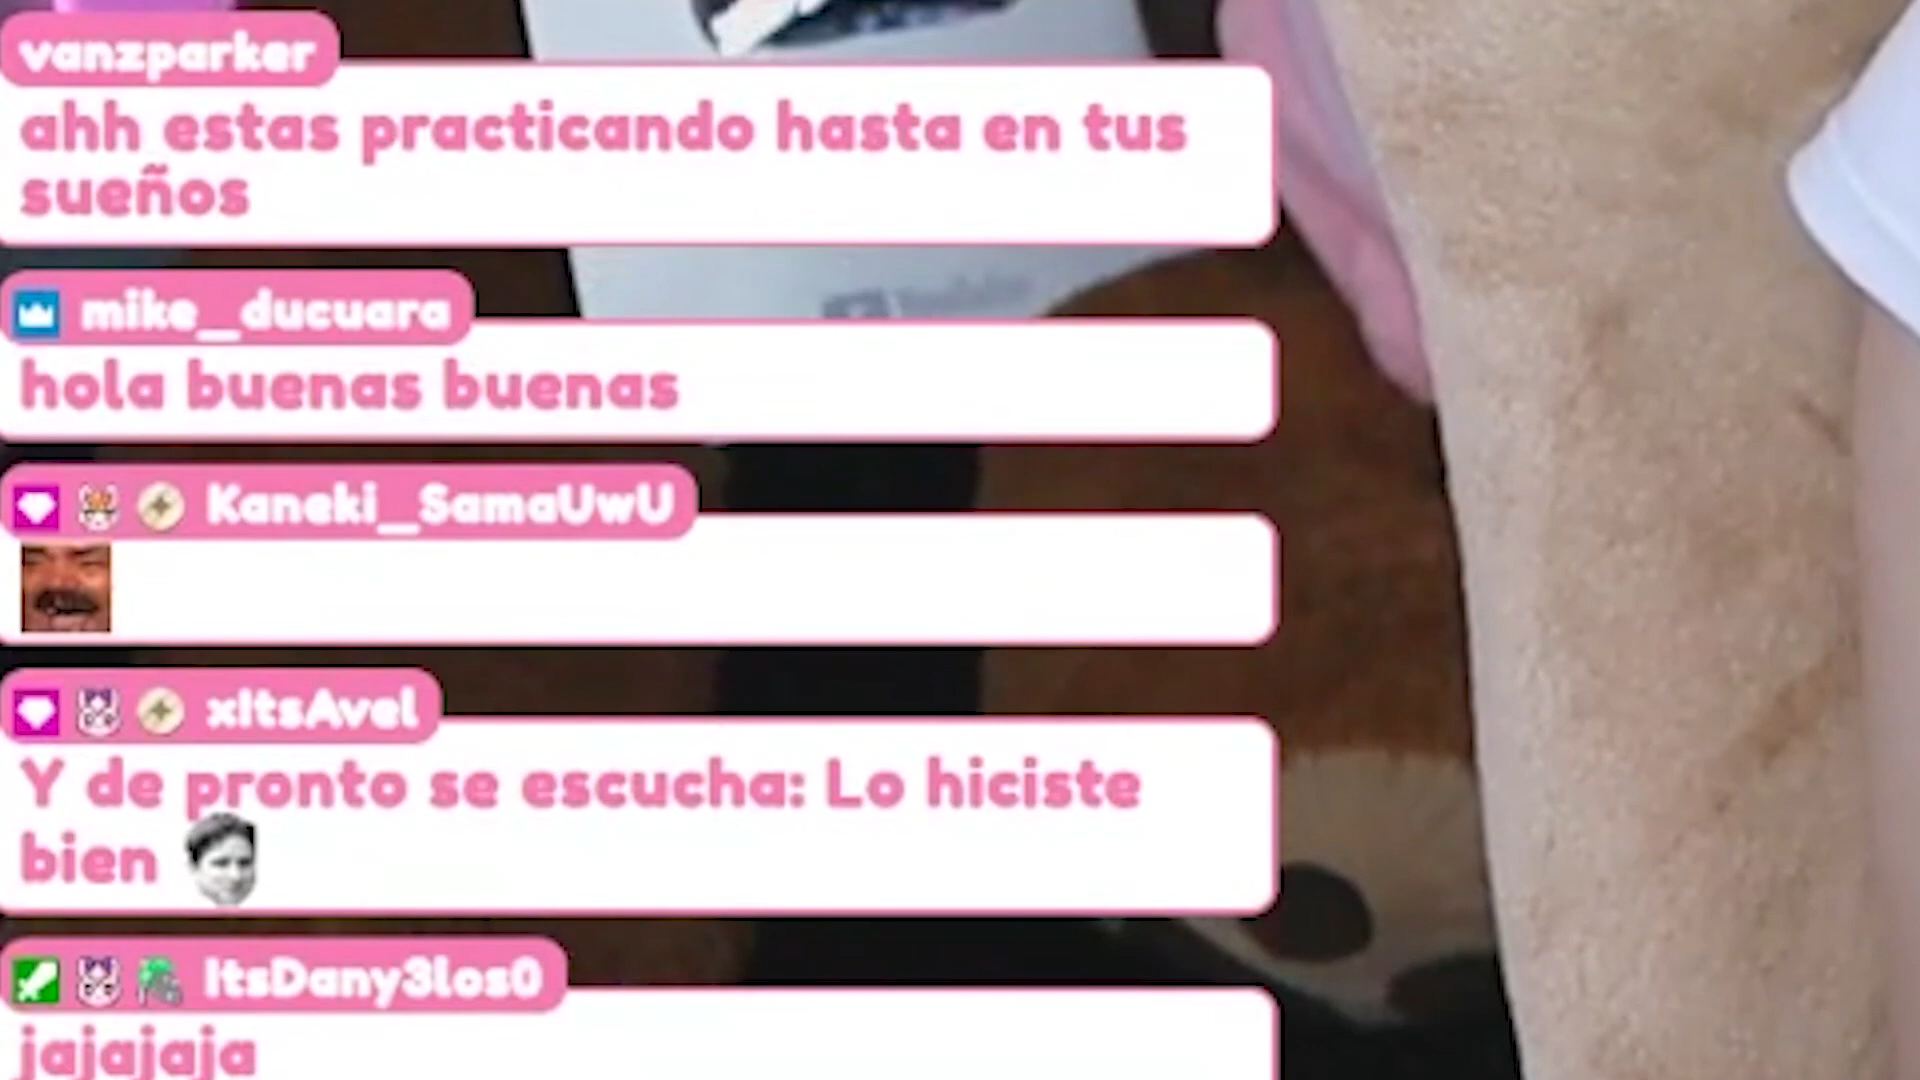 vanzparker
ahh estas practicando hasta en tus
sueños
mike_ducuara
hola buenas buenas
Kaneki_SamaUwU
xItsAvel
Y de pronto se escucha: Lo hiciste
bien
ItsDany3los0
jajajaja